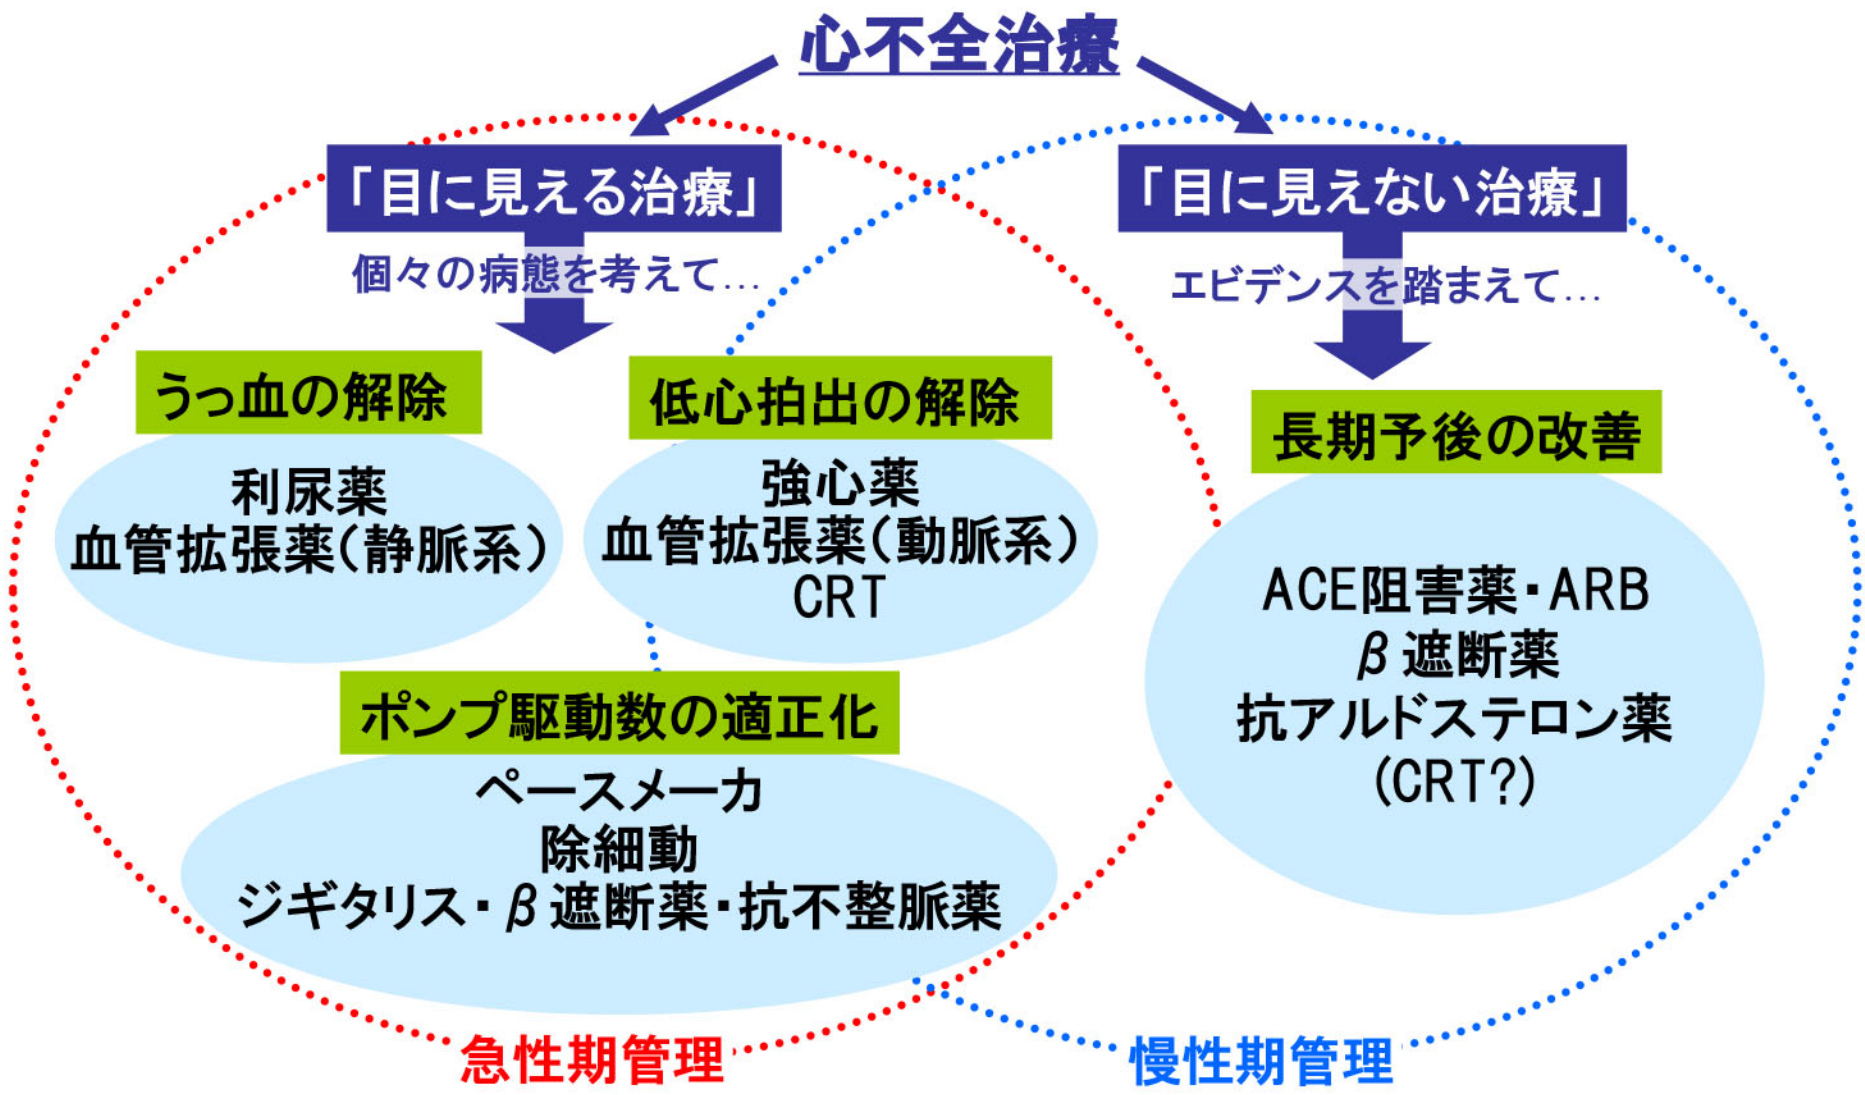 心不全治療
「目に見える治療」
個々の病態を考えて…
うっ血の解除
利尿薬
血管拡張薬(静脈系)
低心拍出の解除
強心薬
血管拡張薬(動脈系)
CRT
ポンプ駆動数の適正化
ペースメーカ
除細動
ジギタリス・β遮断薬・抗不整脈薬
急性期管理
「目に見えない治療」
エビデンスを踏まえて…
長期予後の改善
ACE阻害薬・ARB
β遮断薬
抗アルドステロン薬
(CRT?)
慢性期管理